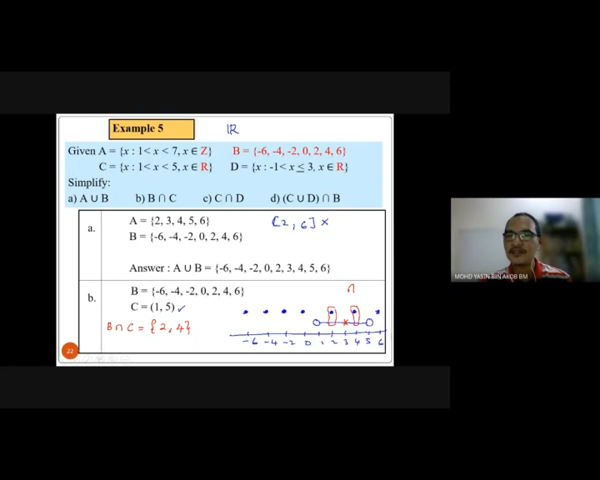 Example 5
ℝ
Given A = {x : 1< x < 7, x ∈ Z} B = {-6, -4, -2, 0, 2, 4, 6}
C = {x : 1< x < 5, x ∈ R} D = {x : -1< x ≤ 3, x ∈ R}
Simplify:
a) A ∪ B b) B ∩ C c) C ∩ D d) (C ∪ D) ∩ B
a.
A = {2, 3, 4, 5, 6} [2, 6] ×
B = {-6, -4, -2, 0, 2, 4, 6}
Answer : A ∪ B = {-6, -4, -2, 0, 2, 3, 4, 5, 6}
b.
B = {-6, -4, -2, 0, 2, 4, 6} ∩
C = (1, 5) ✓
B ∩ C = {2, 4}
-6 -4 -2 0 1 2 3 4 5 6
22
MOHD YASIN BIN AKOB BM